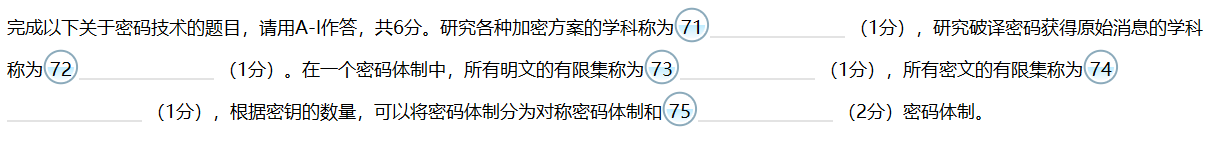 完成以下关于密码技术的题目，请用A-I作答，共6分。研究各种加密方案的学科称为 71 （1分），研究破译密码获得原始消息的学科
称为 72 （1分）。在一个密码体制中，所有明文的有限集称为 73 （1分），所有密文的有限集称为 74
（1分），根据密钥的数量，可以将密码体制分为对称密码体制和 75 （2分）密码体制。